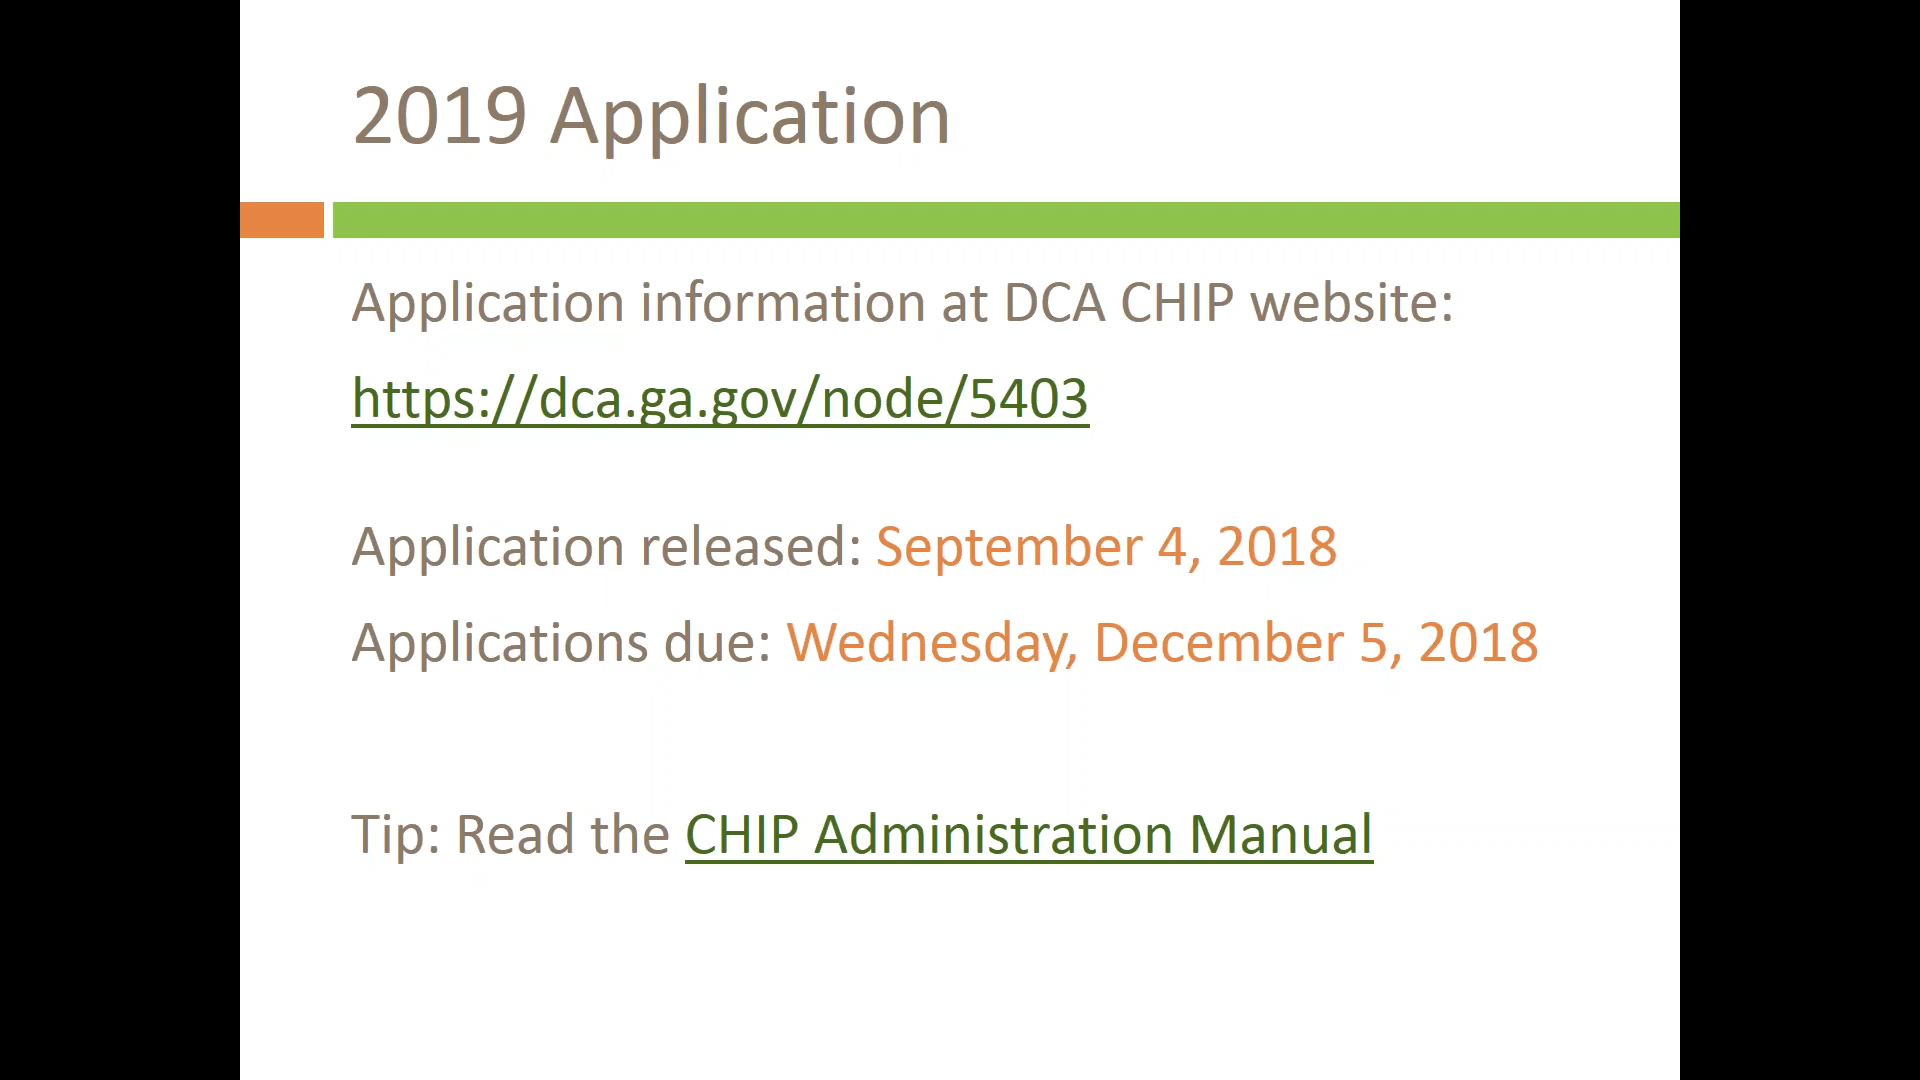 2019 Application
Application information at DCA CHIP website:
https://dca.ga.gov/node/5403
Application released: September 4, 2018
Applications due: Wednesday, December 5, 2018
Tip: Read the CHIP Administration Manual